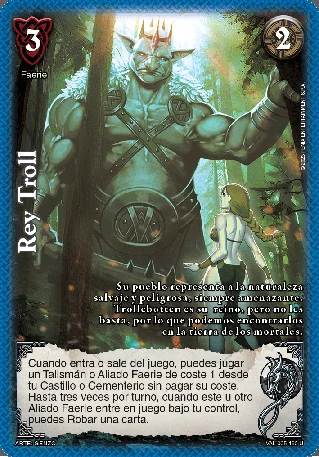 3
2
Faerie
Rey Troll
Su pueblo representa a la naturaleza
salvaje y peligrosa, siempre amenazante.
Trollebotten es su reino, pero no les
basta, por lo que podemos encontrarlos
en la tierra de los mortales.
Cuando entra o sale del juego, puedes jugar
un Talismán o Aliado Faerie de coste 1 desde
tu Castillo o Cementerio sin pagar su coste.
Hasta tres veces por turno, cuando este u otro
Aliado Faerie entre en juego bajo tu control,
puedes Robar una carta.